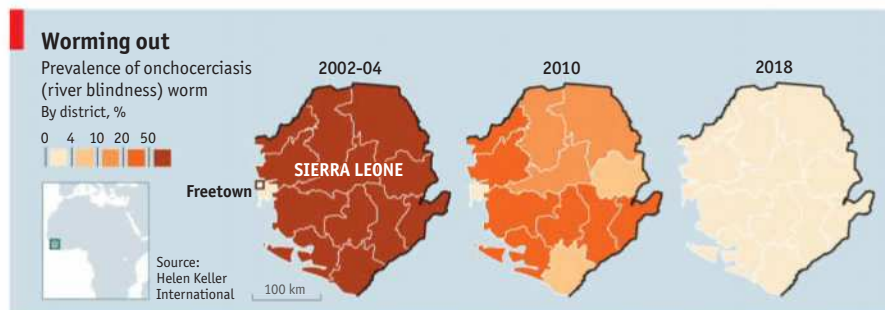 Worming out
Prevalence of onchocerciasis
(river blindness) worm
By district, %
0 4 10 20 50
2002-04
2010
2018
SIERRA LEONE
Freetown
Source:
Helen Keller
International
100 km